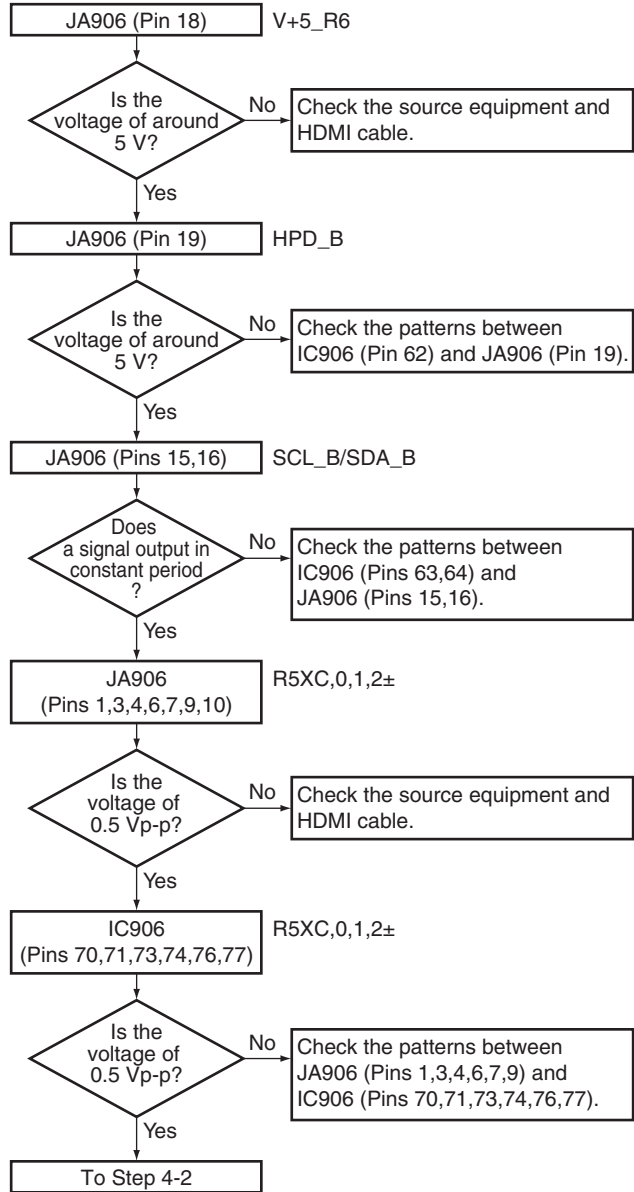 JA906 (Pin 18) V+5_R6
Is the
voltage of around
5 V?
No
Check the source equipment and
HDMI cable.
Yes
JA906 (Pin 19) HPD_B
Is the
voltage of around
5 V?
No
Check the patterns between
IC906 (Pin 62) and JA906 (Pin 19).
Yes
JA906 (Pins 15,16) SCL_B/SDA_B
Does
a signal output in
constant period
?
No
Check the patterns between
IC906 (Pins 63,64) and
JA906 (Pins 15,16).
Yes
JA906
(Pins 1,3,4,6,7,9,10)
R5XC,0,1,2±
Is the
voltage of
0.5 Vp-p?
No
Check the source equipment and
HDMI cable.
Yes
IC906
(Pins 70,71,73,74,76,77)
R5XC,0,1,2±
Is the
voltage of
0.5 Vp-p?
No
Check the patterns between
JA906 (Pins 1,3,4,6,7,9) and
IC906 (Pins 70,71,73,74,76,77).
Yes
To Step 4-2